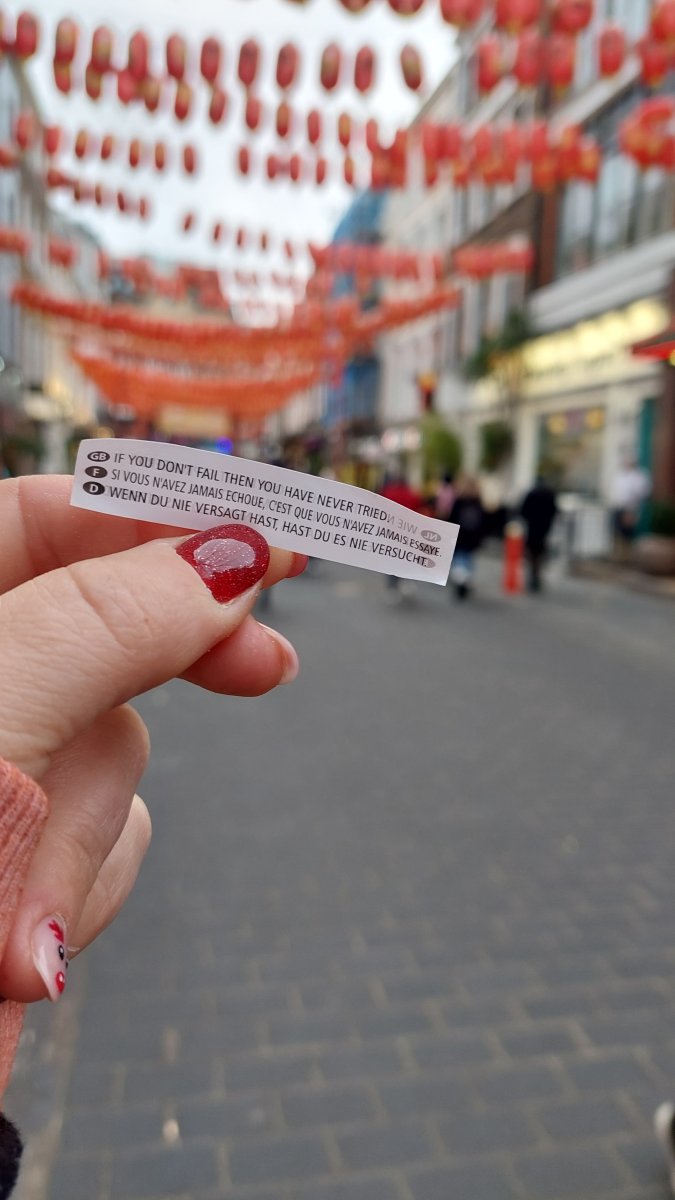 GB IF YOU DON'T FAIL THEN YOU HAVE NEVER TRIED.
F SI VOUS N'AVEZ JAMAIS ECHOUE, C'EST QUE VOUS N'AVEZ JAMAIS ESSAYE.
D WENN DU NIE VERSAGT HAST, HAST DU ES NIE VERSUCHT.